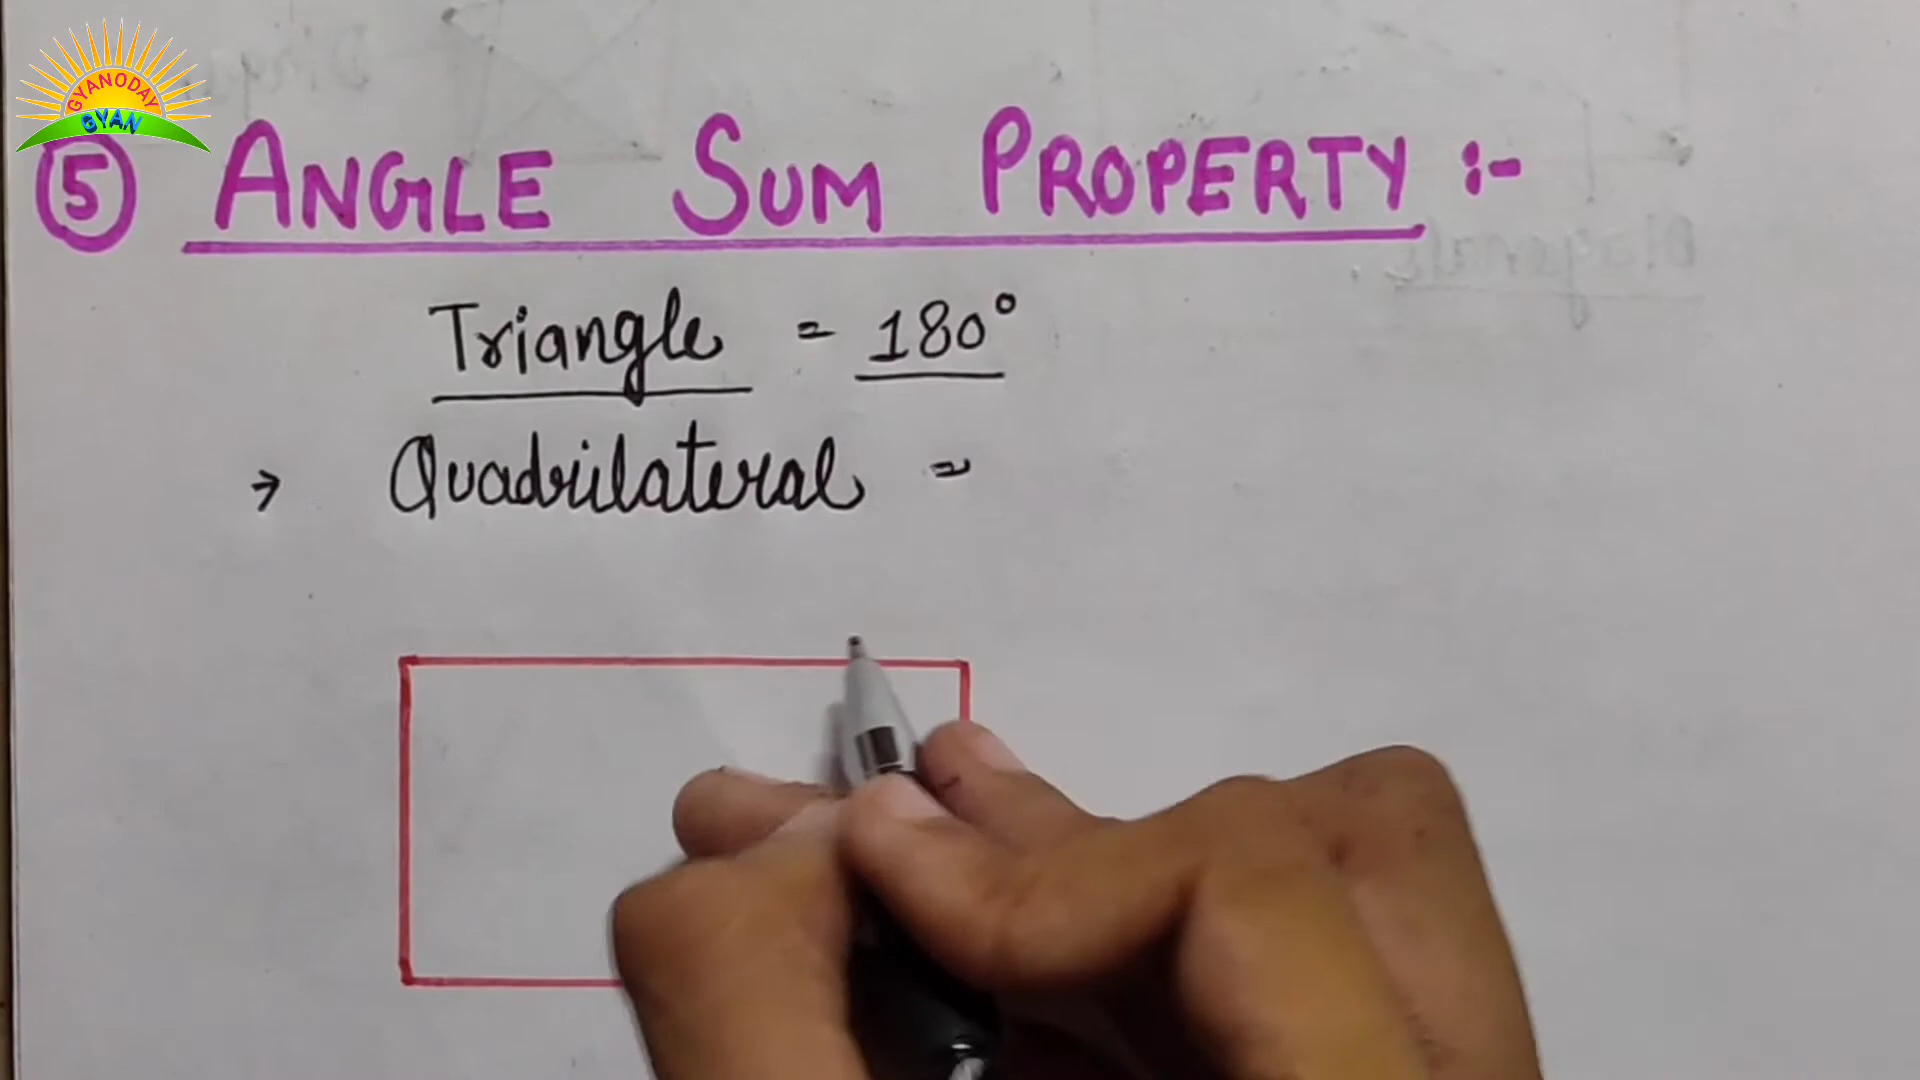 GYANODAY
GYAN
5 ANGLE SUM PROPERTY :-
Triangle = 180°
→ Quadrilateral =